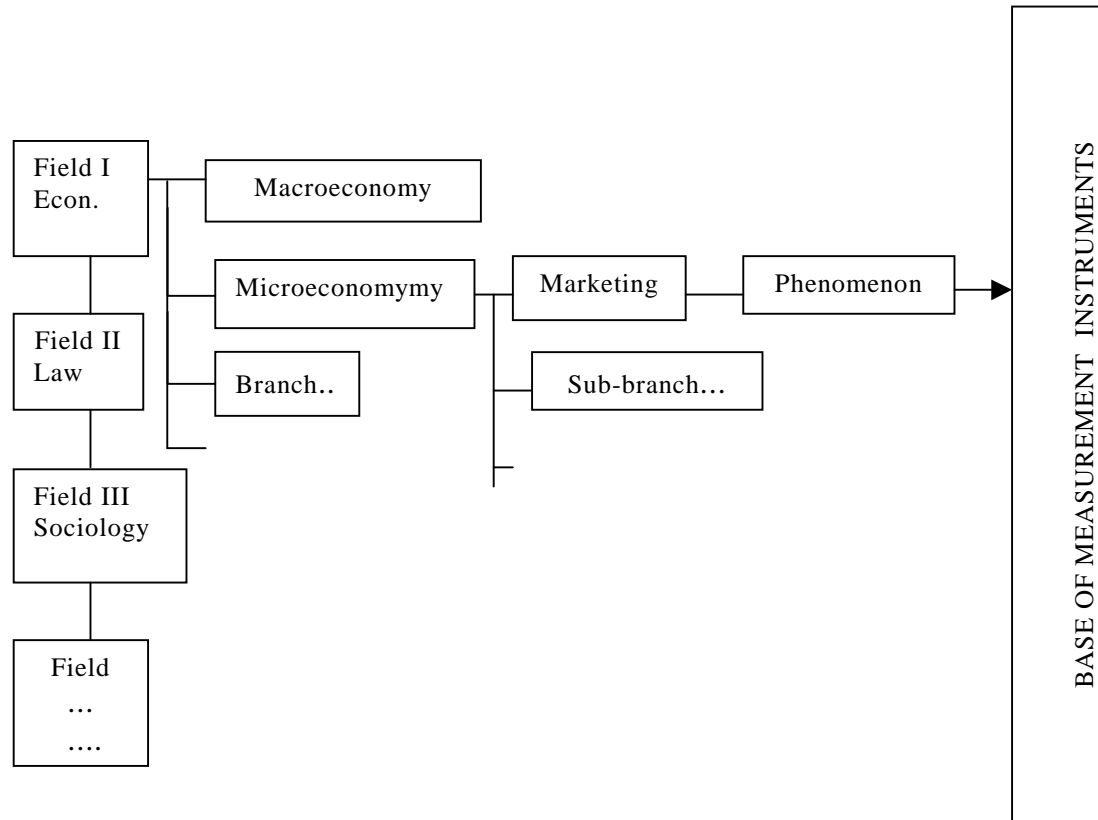 Field I
Econ.
Macroeconomy
Microeconomymy
Marketing
Phenomenon
Field II
Law
Branch..
Sub-branch...
Field III
Sociology
Field
...
....
BASE OF MEASUREMENT INSTRUMENTS